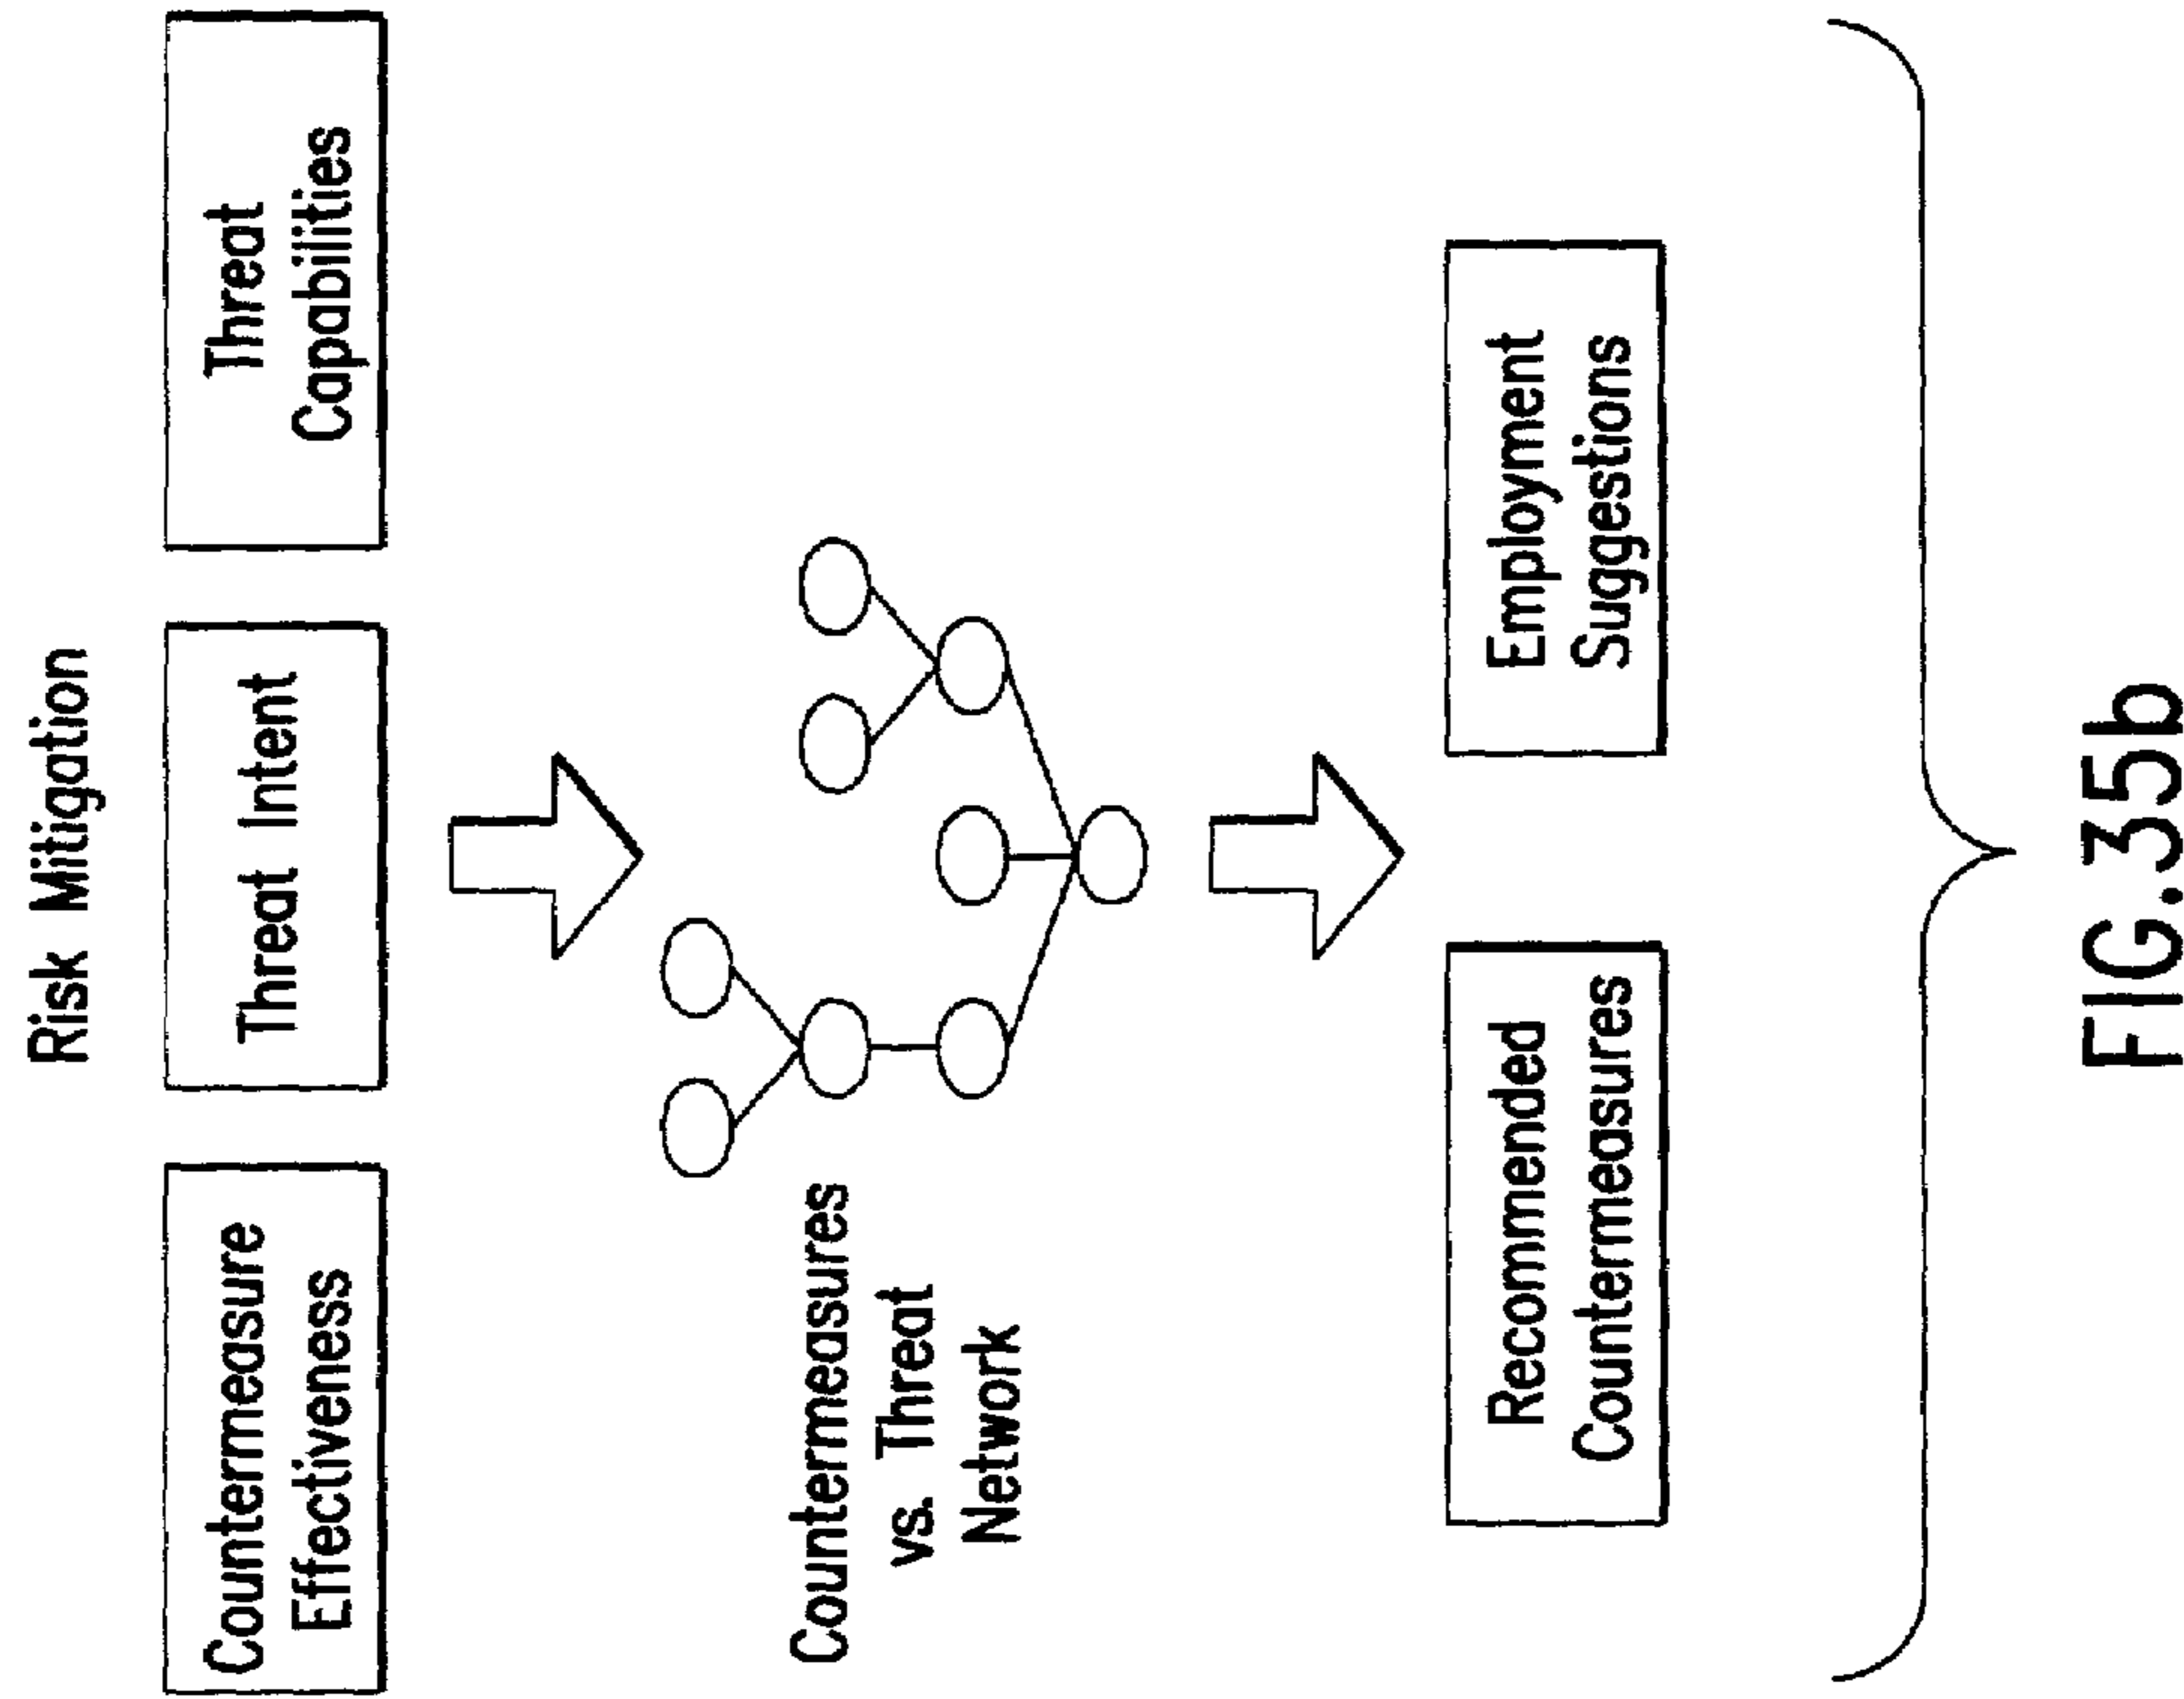 Risk Mitigation
Countermeasure
Effectiveness
Threat Intent
Threat
Capabilities
Countermeasures
vs. Threat
Network
Recommended
Countermeasures
Employment
Suggestions
FIG.35b